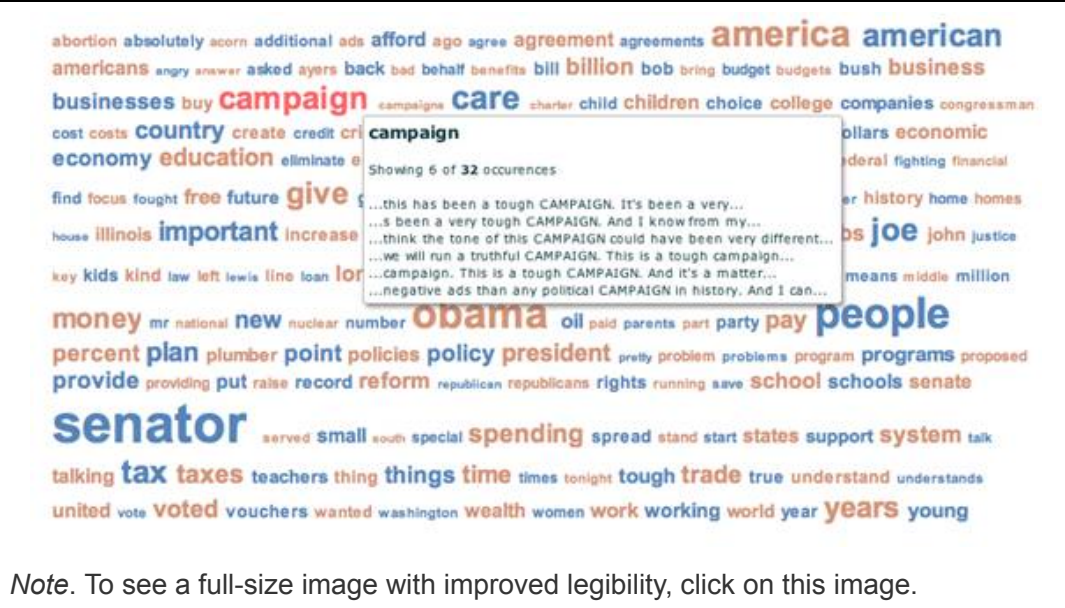 abortion absolutely acorn additional ads afford ago agree agreement agreements america american
americans angry answer asked ayers back bad behalf benefits bill billion bob bring budget budgets bush business
businesses buy campaign campaigns care charter child children choice college companies congressman
cost costs country create credit cri ollars economic
economy education eliminate e deral fighting financial
find focus fought free future give er history home homes
house illinois important increase os joe john justice
key kids kind law left lewis line loan lor means middle million
campaign
Showing 6 of 32 occurences
...this has been a tough CAMPAIGN. It's been a very...
...s been a very tough CAMPAIGN. And I know from my...
...think the tone of this CAMPAIGN could have been very different...
...we will run a truthful CAMPAIGN. This is a tough campaign...
...campaign. This is a tough CAMPAIGN. And it's a matter...
...negative ads than any political CAMPAIGN in history. And I can...
money mr national new nuclear number obama oil paid parents part party pay people
percent plan plumber point policies policy president pretty problem problems program programs proposed
provide providing put raise record reform republican republicans rights running save school schools senate
senator served small south special spending spread stand start states support system talk
talking tax taxes teachers thing things time times tonight tough trade true understand understands
united vote voted vouchers wanted washington wealth women work working world year years young
Note. To see a full-size image with improved legibility, click on this image.